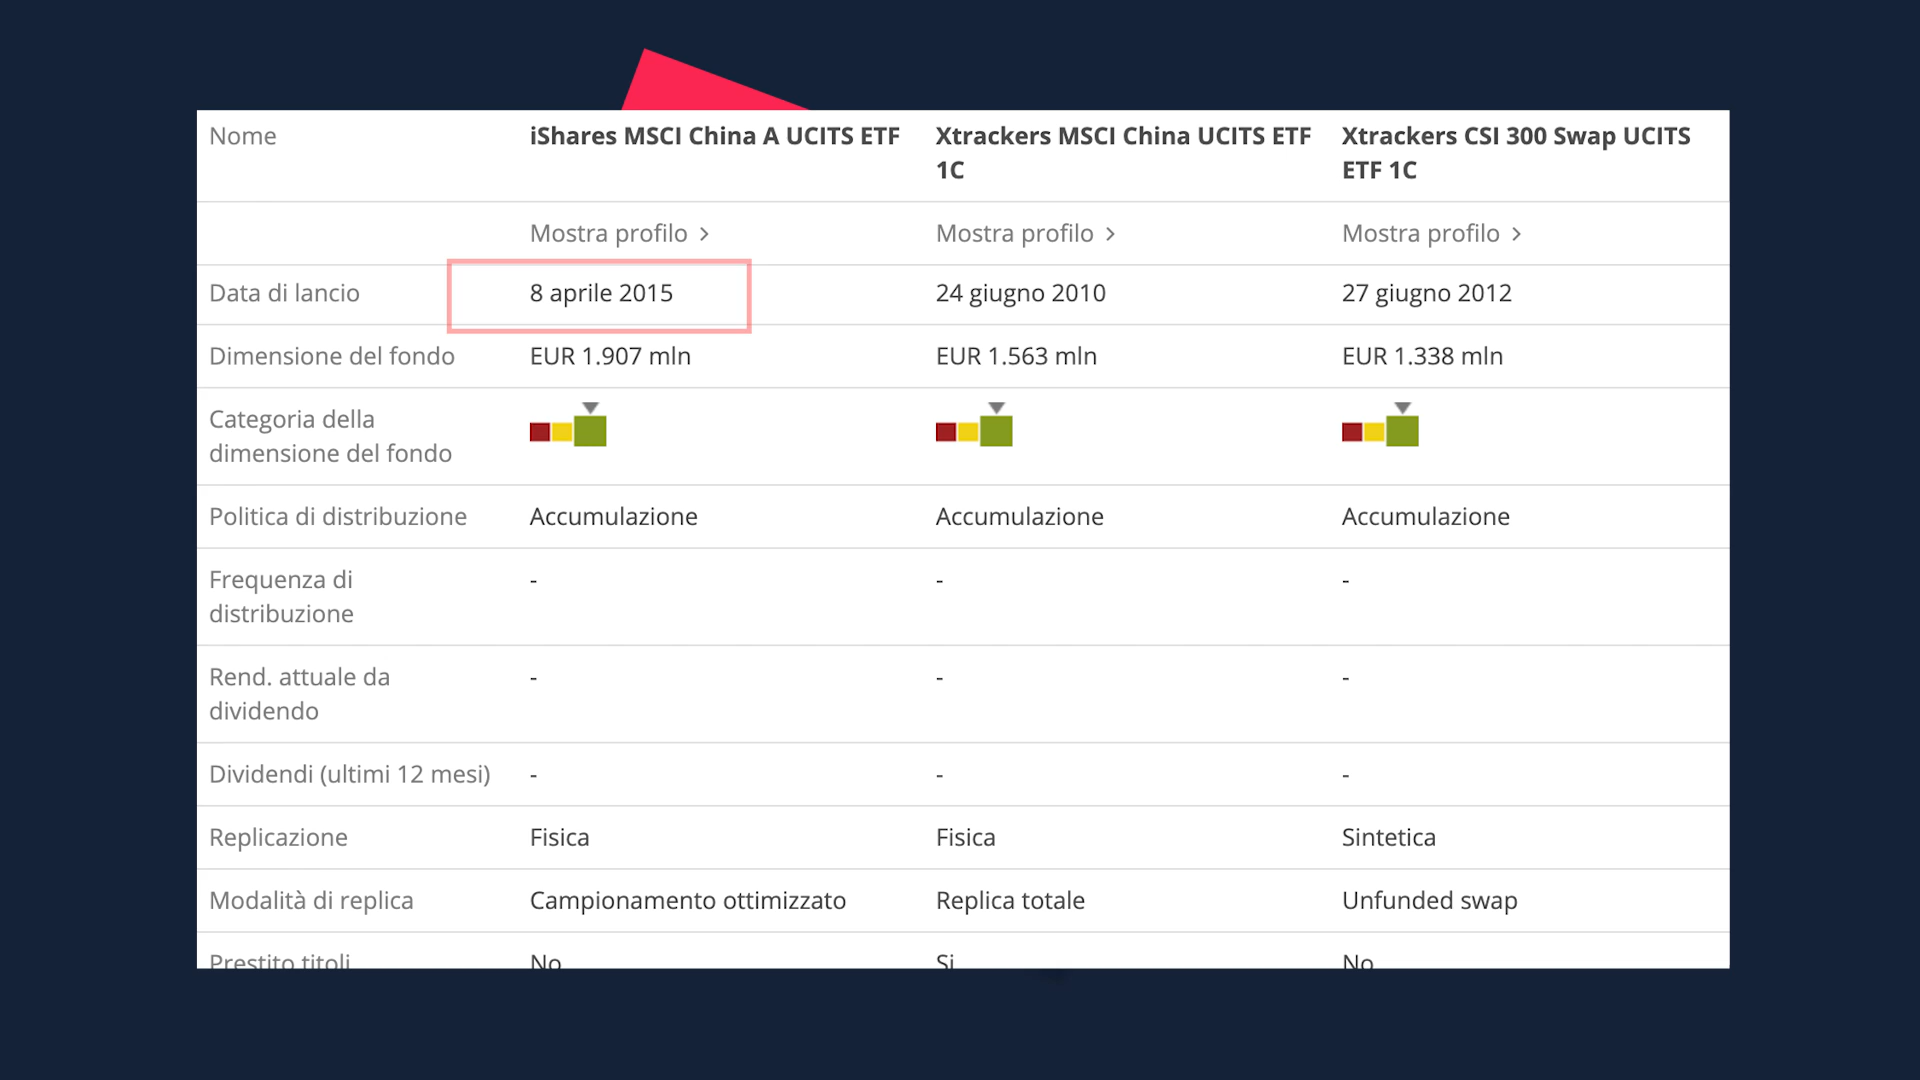 Nome iShares MSCI China A UCITS ETF Xtrackers MSCI China UCITS ETF Xtrackers CSI 300 Swap UCITS
1C ETF 1C
Mostra profilo > Mostra profilo > Mostra profilo >
Data di lancio 8 aprile 2015 24 giugno 2010 27 giugno 2012
Dimensione del fondo EUR 1.907 mln EUR 1.563 mln EUR 1.338 mln
Categoria della
dimensione del fondo
Politica di distribuzione Accumulazione Accumulazione Accumulazione
Frequenza di - - -
distribuzione
Rend. attuale da - - -
dividendo
Dividendi (ultimi 12 mesi) - - -
Replicazione Fisica Fisica Sintetica
Modalità di replica Campionamento ottimizzato Replica totale Unfunded swap
Prestito titoli No Si No